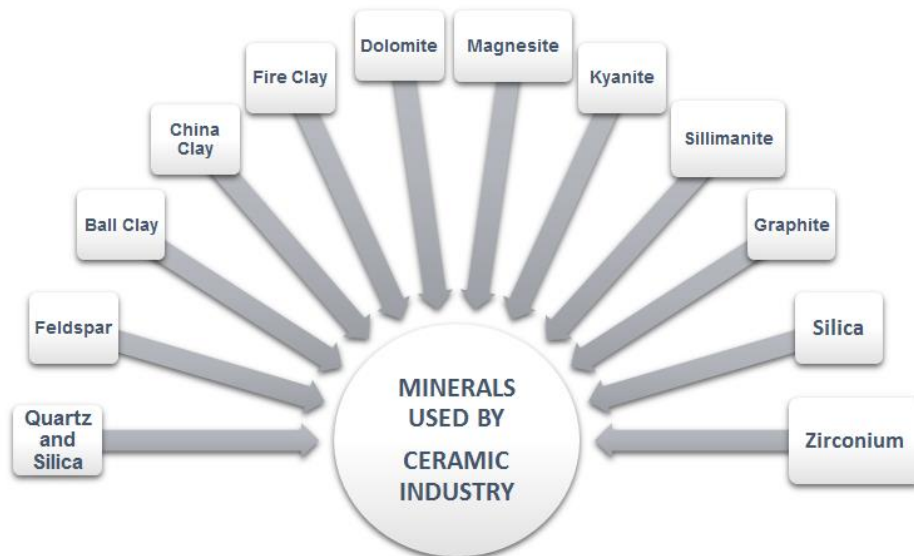 Quartz
and
Silica
Feldspar
Ball Clay
China
Clay
Fire Clay
Dolomite
Magnesite
Kyanite
Sillimanite
Graphite
Silica
Zirconium
MINERALS
USED BY
CERAMIC
INDUSTRY